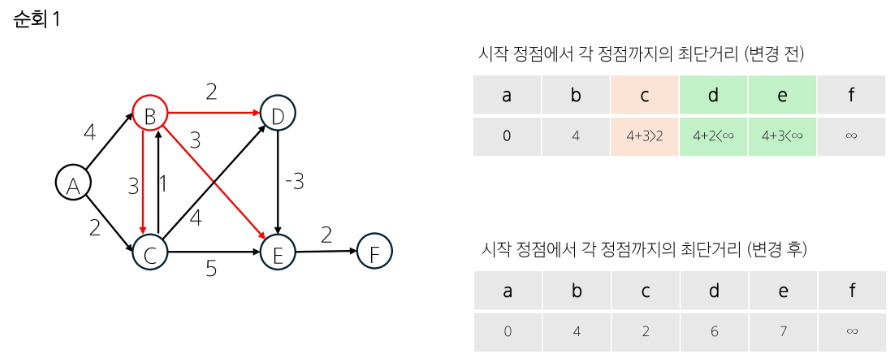 순회 1
시작 정점에서 각 정점까지의 최단거리 (변경 전)
a b c d e f
0 4 4+3>2 4+2<∞ 4+3<∞ ∞
2
B D
4 3
3 1 -3
A
2 4
C E 2 F
5
시작 정점에서 각 정점까지의 최단거리 (변경 후)
a b c d e f
0 4 2 6 7 ∞